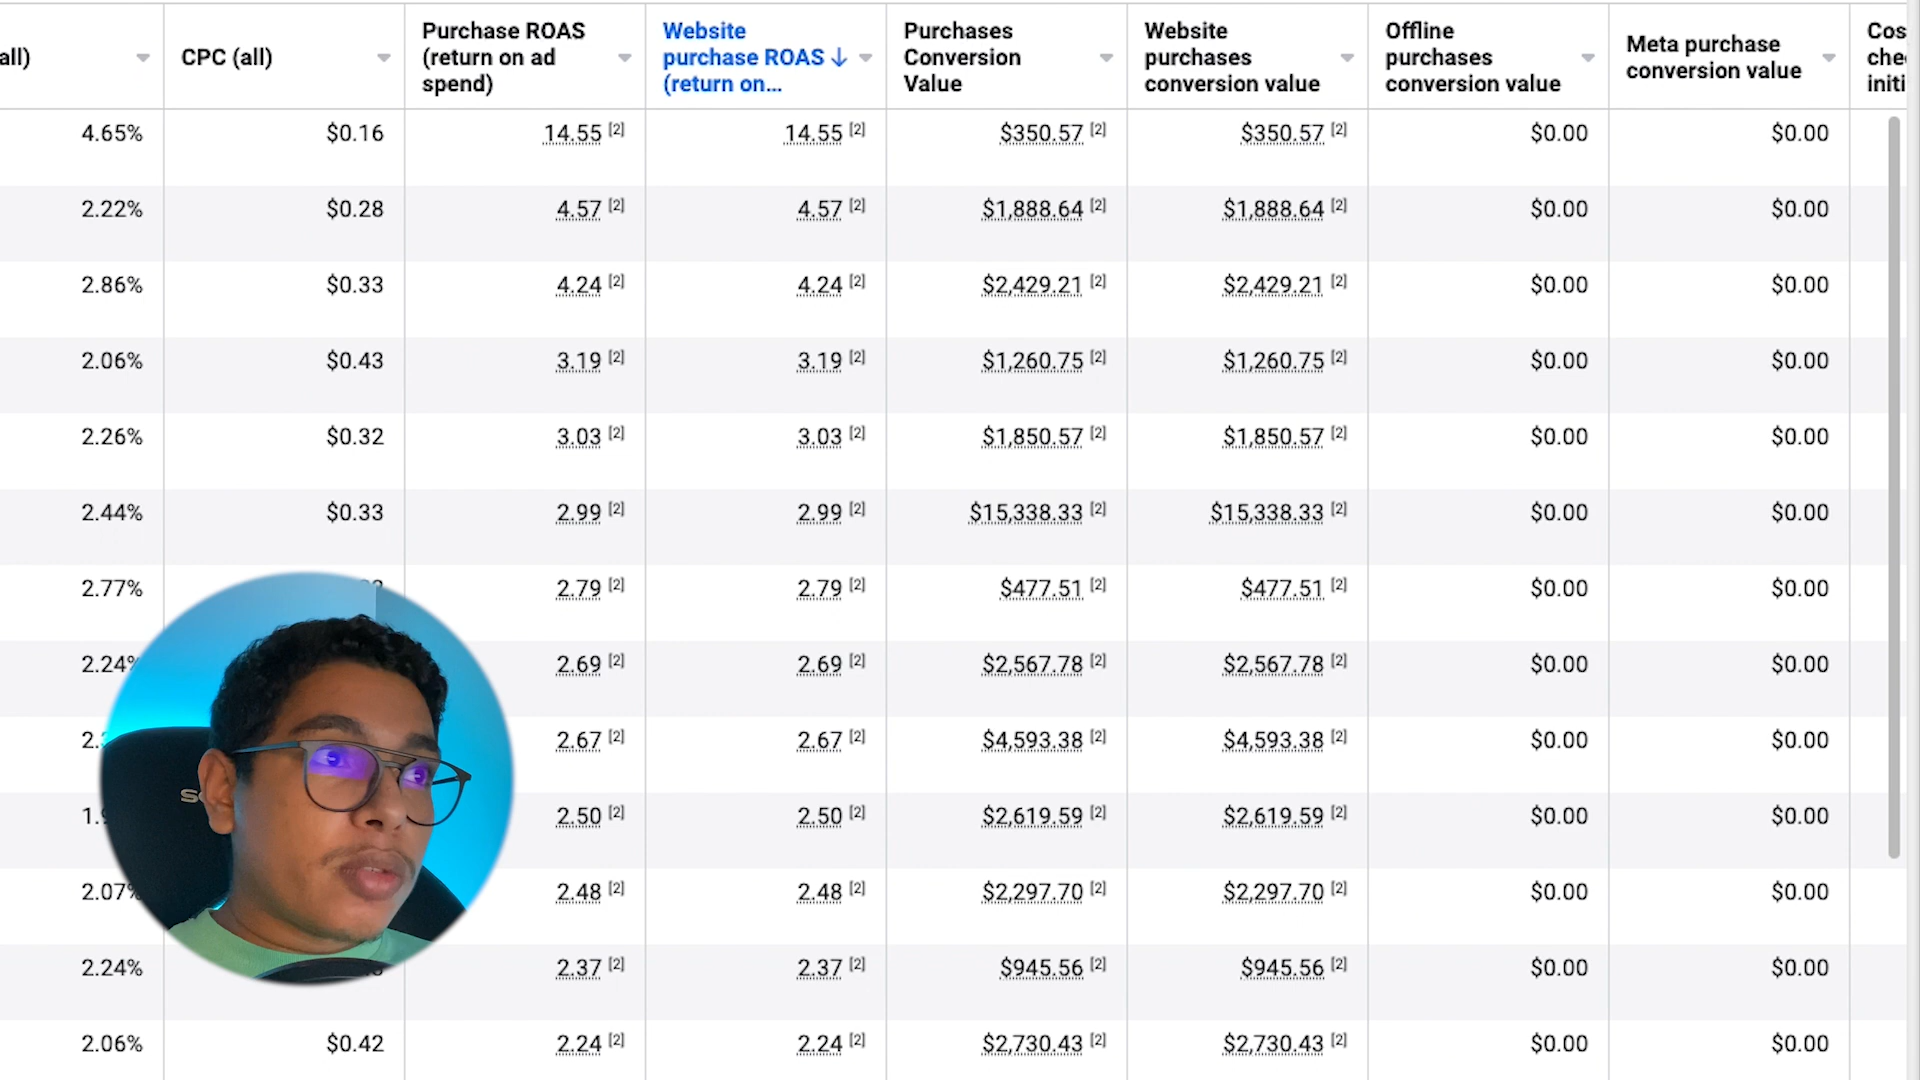 all)
CPC (all)
Purchase ROAS
(return on ad
spend)
Website
purchase ROAS ↓
(return on...
Purchases
Conversion
Value
Website
purchases
conversion value
Offline
purchases
conversion value
Meta purchase
conversion value
Cos
che
initi
4.65% $0.16 14.55 [2] 14.55 [2] $350.57 [2] $350.57 [2] $0.00 $0.00
2.22% $0.28 4.57 [2] 4.57 [2] $1,888.64 [2] $1,888.64 [2] $0.00 $0.00
2.86% $0.33 4.24 [2] 4.24 [2] $2,429.21 [2] $2,429.21 [2] $0.00 $0.00
2.06% $0.43 3.19 [2] 3.19 [2] $1,260.75 [2] $1,260.75 [2] $0.00 $0.00
2.26% $0.32 3.03 [2] 3.03 [2] $1,850.57 [2] $1,850.57 [2] $0.00 $0.00
2.44% $0.33 2.99 [2] 2.99 [2] $15,338.33 [2] $15,338.33 [2] $0.00 $0.00
2.77% 2.79 [2] 2.79 [2] $477.51 [2] $477.51 [2] $0.00 $0.00
2.24% 2.69 [2] 2.69 [2] $2,567.78 [2] $2,567.78 [2] $0.00 $0.00
2.67 [2] 2.67 [2] $4,593.38 [2] $4,593.38 [2] $0.00 $0.00
2.50 [2] 2.50 [2] $2,619.59 [2] $2,619.59 [2] $0.00 $0.00
2.07% 2.48 [2] 2.48 [2] $2,297.70 [2] $2,297.70 [2] $0.00 $0.00
2.24% 2.37 [2] 2.37 [2] $945.56 [2] $945.56 [2] $0.00 $0.00
2.06% $0.42 2.24 [2] 2.24 [2] $2,730.43 [2] $2,730.43 [2] $0.00 $0.00